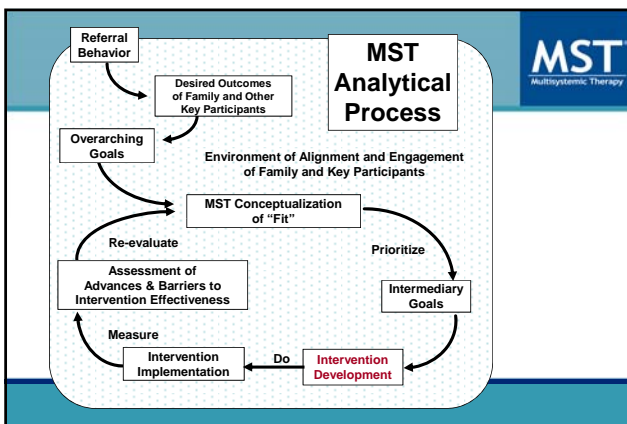 Referral
Behavior
MST
Analytical
Process
MST
Multisystemic Therapy
Desired Outcomes
of Family and Other
Key Participants
Overarching
Goals
Environment of Alignment and Engagement
of Family and Key Participants
MST Conceptualization
of “Fit”
Re-evaluate
Prioritize
Assessment of
Advances & Barriers to
Intervention Effectiveness
Intermediary
Goals
Measure
Do
Intervention
Implementation
Intervention
Development